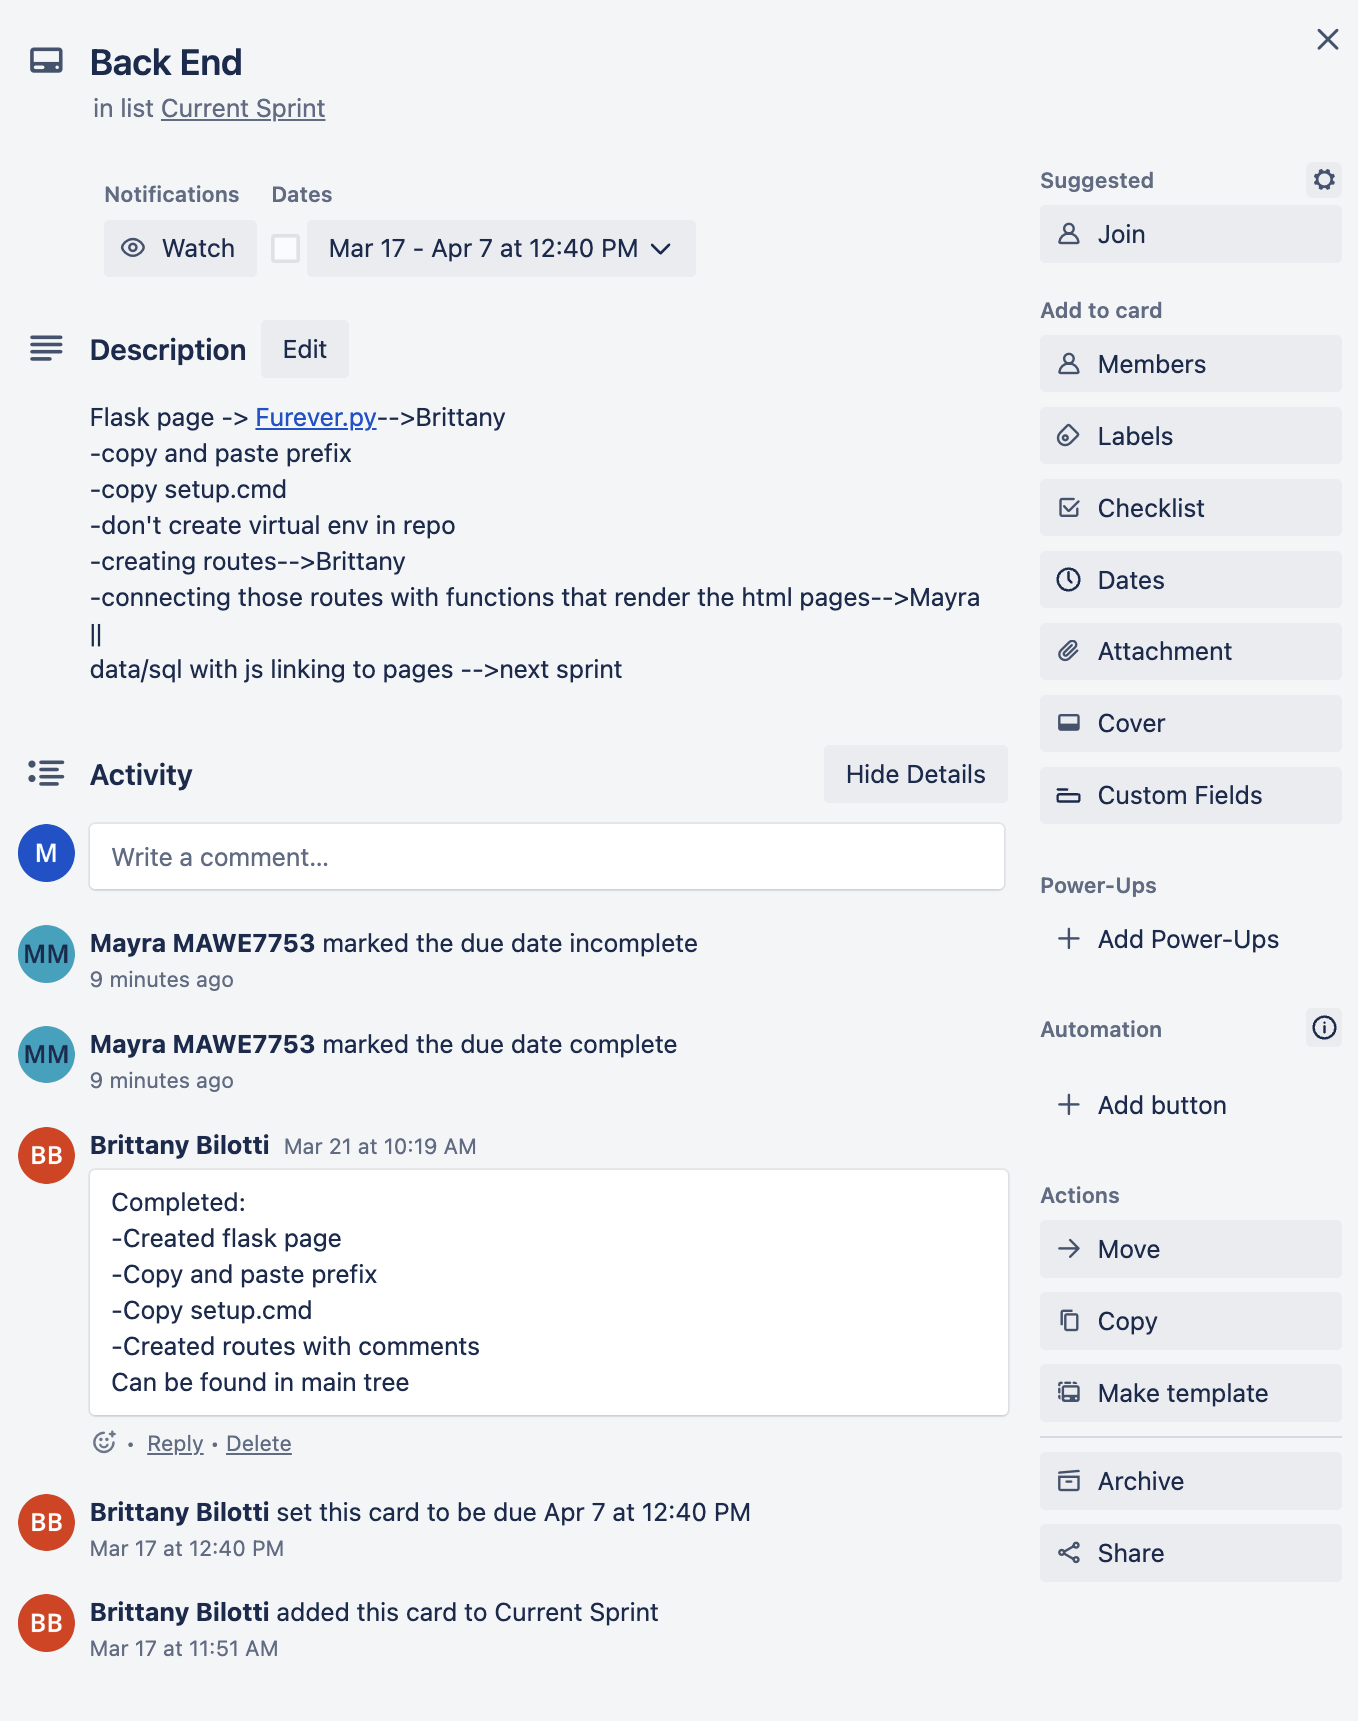 Back End
in list Current Sprint
Notifications
Dates
Watch
Mar 17 - Apr 7 at 12:40 PM
Description
Edit
Flask page -> Furever.py-->Brittany
-copy and paste prefix
-copy setup.cmd
-don't create virtual env in repo
-creating routes-->Brittany
-connecting those routes with functions that render the html pages-->Mayra
||
data/sql with js linking to pages -->next sprint
Activity
Hide Details
M
Write a comment...
MM
Mayra MAWE7753 marked the due date incomplete
9 minutes ago
MM
Mayra MAWE7753 marked the due date complete
9 minutes ago
BB
Brittany Bilotti Mar 21 at 10:19 AM
Completed:
-Created flask page
-Copy and paste prefix
-Copy setup.cmd
-Created routes with comments
Can be found in main tree
• Reply • Delete
BB
Brittany Bilotti set this card to be due Apr 7 at 12:40 PM
Mar 17 at 12:40 PM
BB
Brittany Bilotti added this card to Current Sprint
Mar 17 at 11:51 AM
Suggested
Join
Add to card
Members
Labels
Checklist
Dates
Attachment
Cover
Custom Fields
Power-Ups
Add Power-Ups
Automation
Add button
Actions
Move
Copy
Make template
Archive
Share